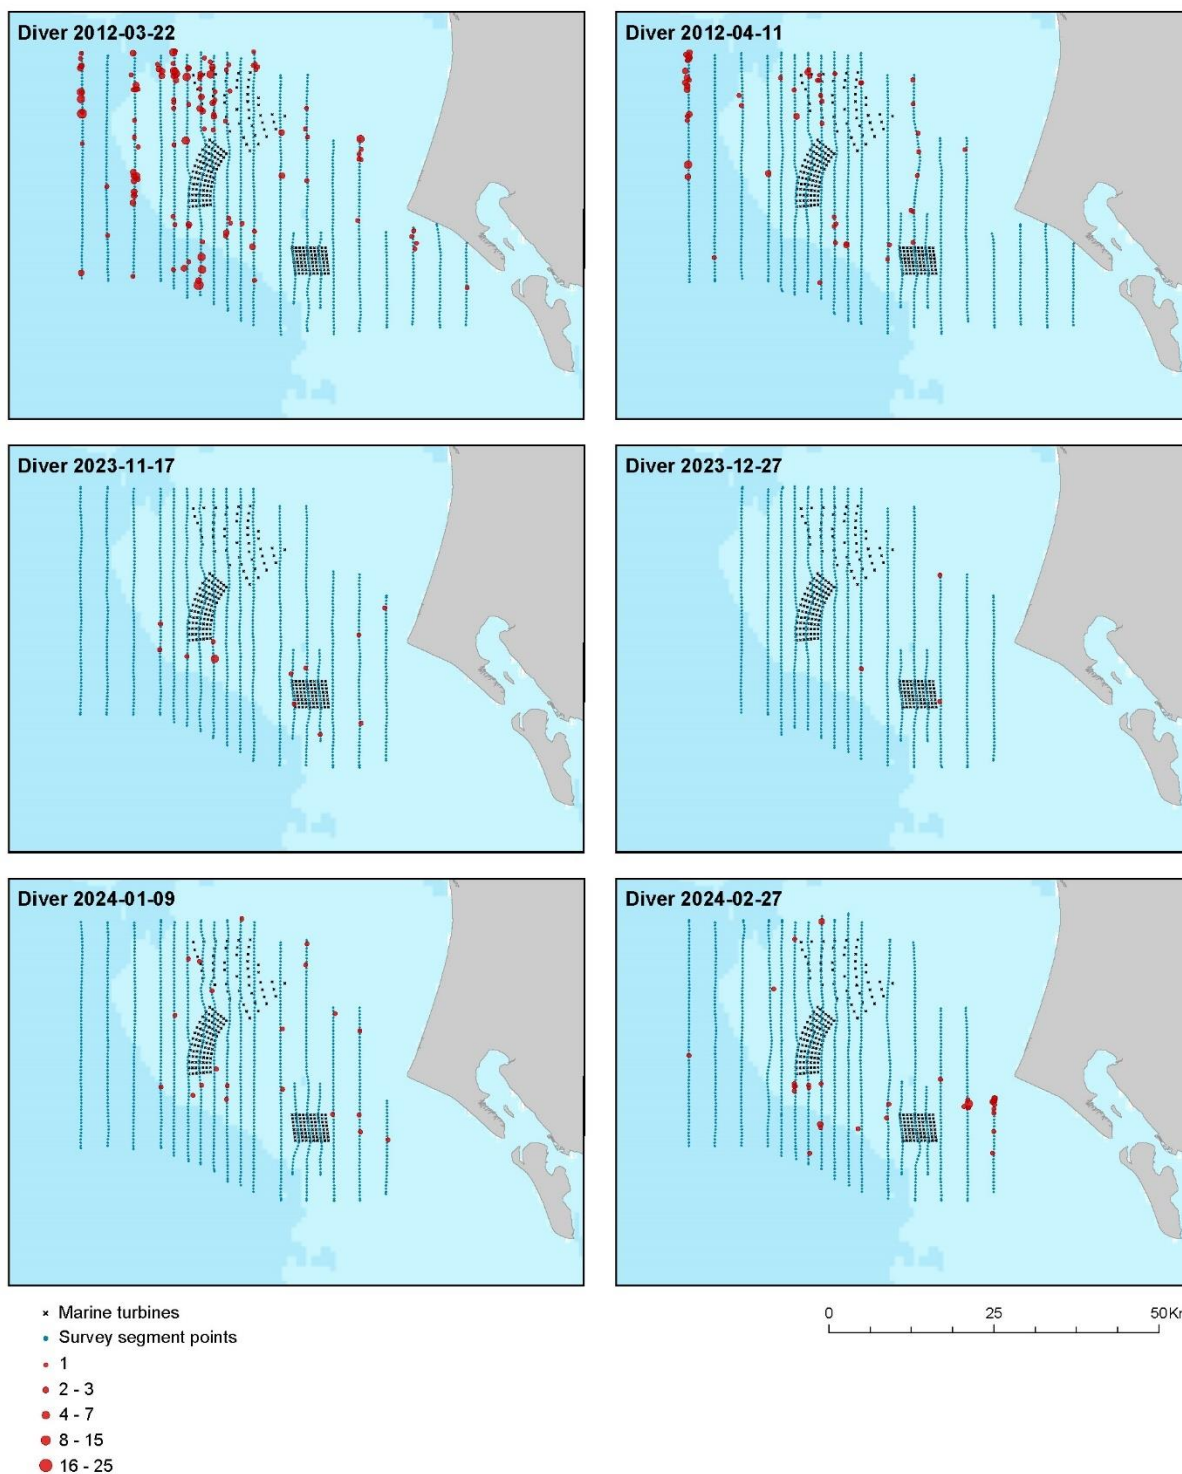 Diver 2012-03-22
Diver 2012-04-11
Diver 2023-11-17
Diver 2023-12-27
Diver 2024-01-09
Diver 2024-02-27
Marine turbines
Survey segment points
1
2 - 3
4 - 7
8 - 15
16 - 25
0 25 50